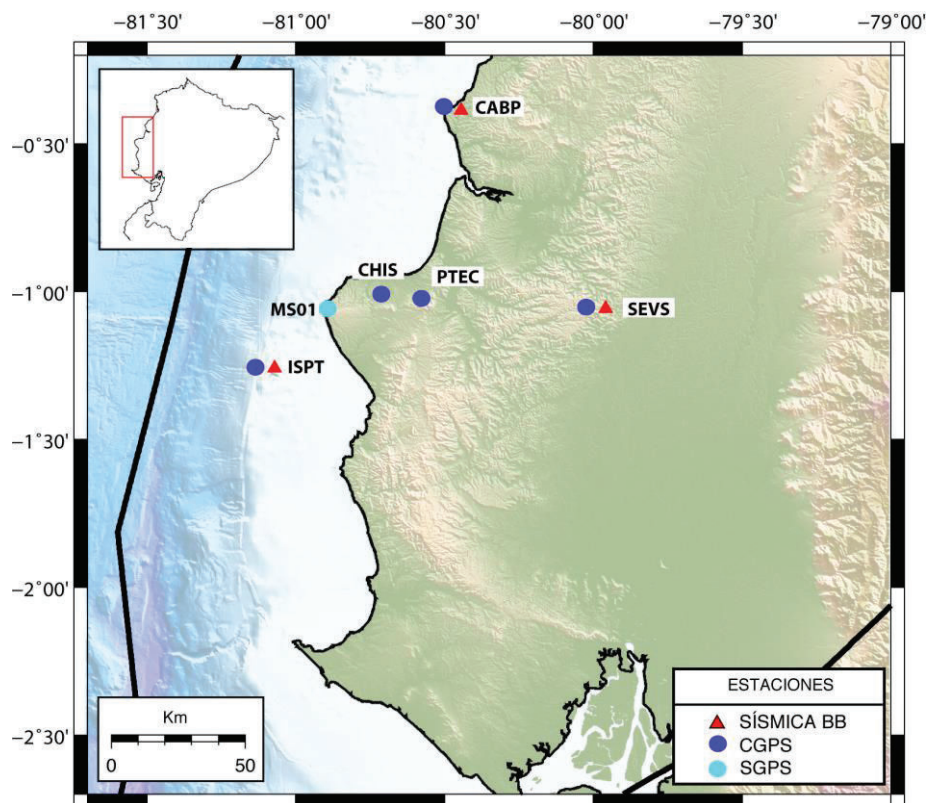 −81˚30' −81˚00' −80˚30' −80˚00' −79˚30' −79˚00'
CABP
−0˚30'
CHIS
PTEC
−1˚00'
MS01
SEVS
ISPT
−1˚30'
−2˚00'
ESTACIONES
Km
SÍSMICA BB
−2˚30'
0 50
CGPS
SGPS